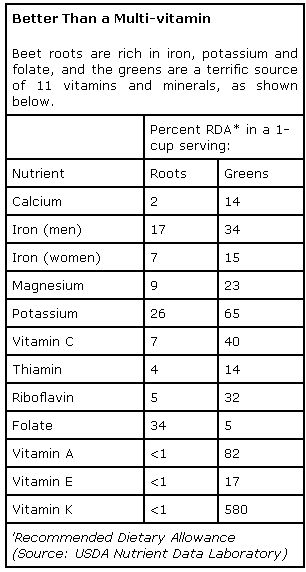 Better Than a Multi-vitamin
Beet roots are rich in iron, potassium and
folate, and the greens are a terrific source
of 11 vitamins and minerals, as shown
below.
Percent RDA* in a 1-
cup serving:
Nutrient Roots Greens
Calcium 2 14
Iron (men) 17 34
Iron (women) 7 15
Magnesium 9 23
Potassium 26 65
Vitamin C 7 40
Thiamin 4 14
Riboflavin 5 32
Folate 34 5
Vitamin A <1 82
Vitamin E <1 17
Vitamin K <1 580
*Recommended Dietary Allowance
(Source: USDA Nutrient Data Laboratory)